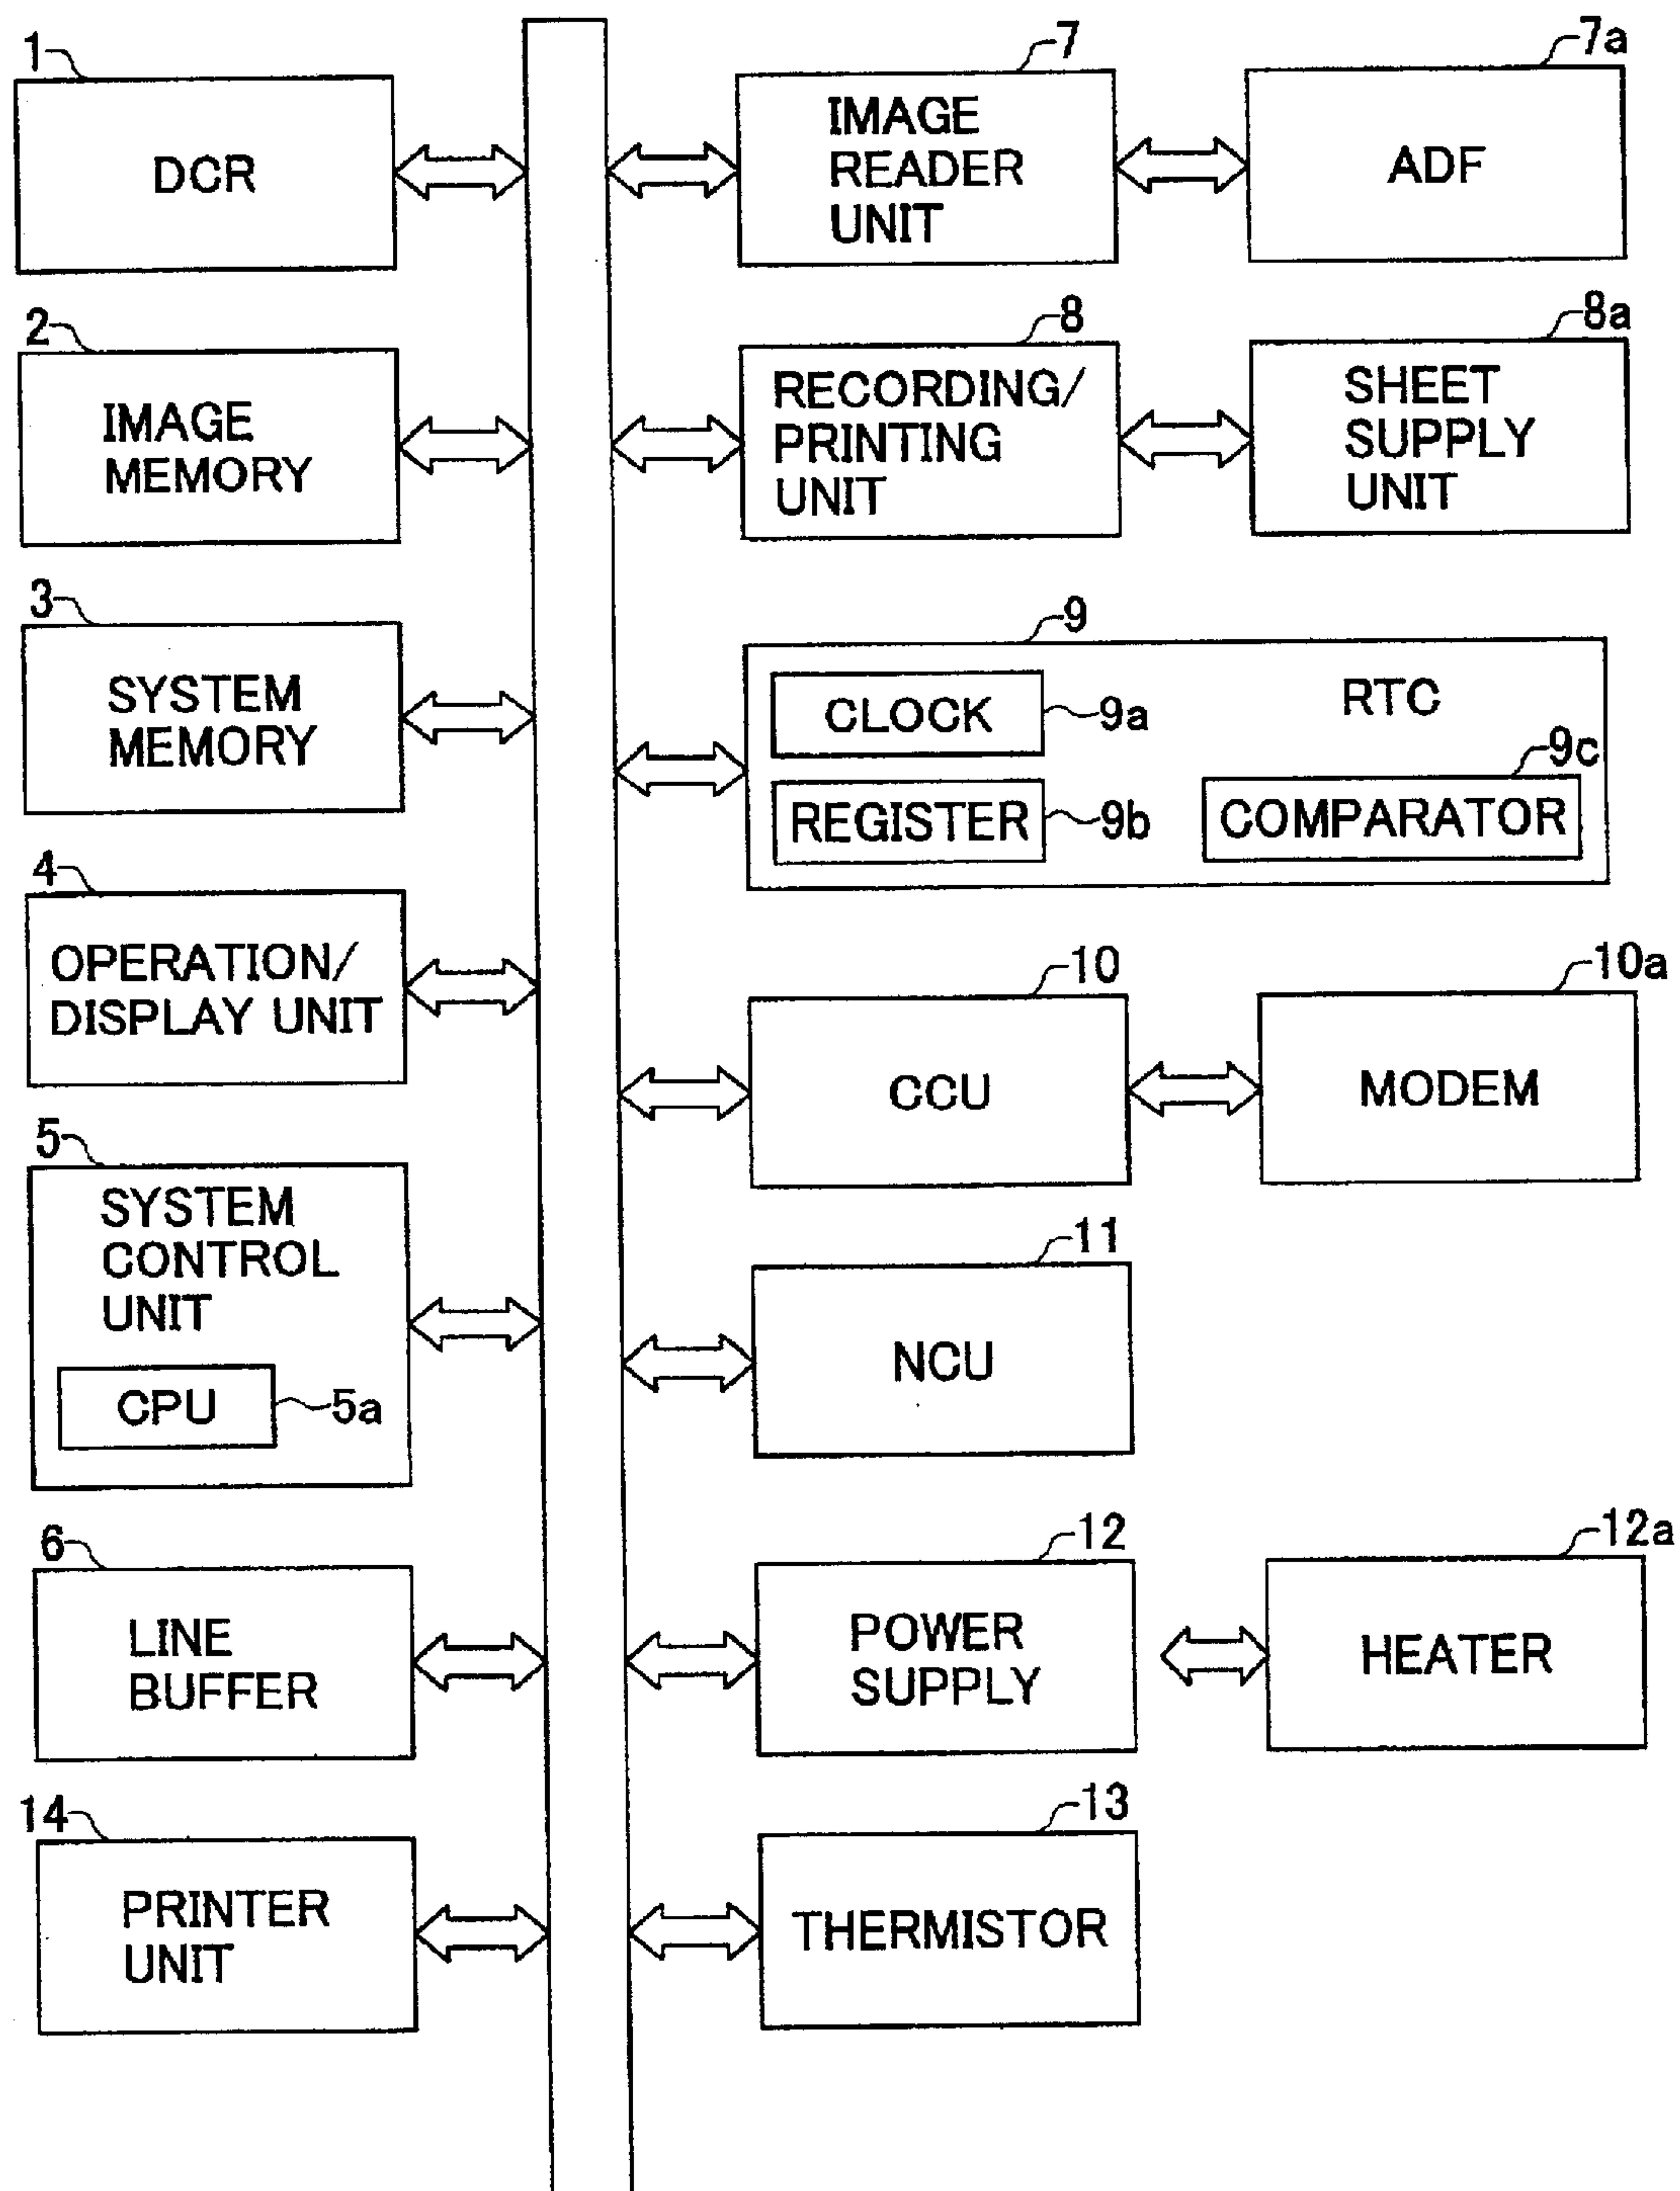 1
DCR
2
IMAGE
MEMORY
3
SYSTEM
MEMORY
4
OPERATION/
DISPLAY UNIT
5
SYSTEM
CONTROL
UNIT
CPU
5a
6
LINE
BUFFER
14
PRINTER
UNIT
7
IMAGE
READER
UNIT
7a
ADF
8
RECORDING/
PRINTING
UNIT
8a
SHEET
SUPPLY
UNIT
9
RTC
CLOCK
9a
REGISTER
9b
9c
COMPARATOR
10
CCU
10a
MODEM
11
NCU
12
POWER
SUPPLY
12a
HEATER
13
THERMISTOR